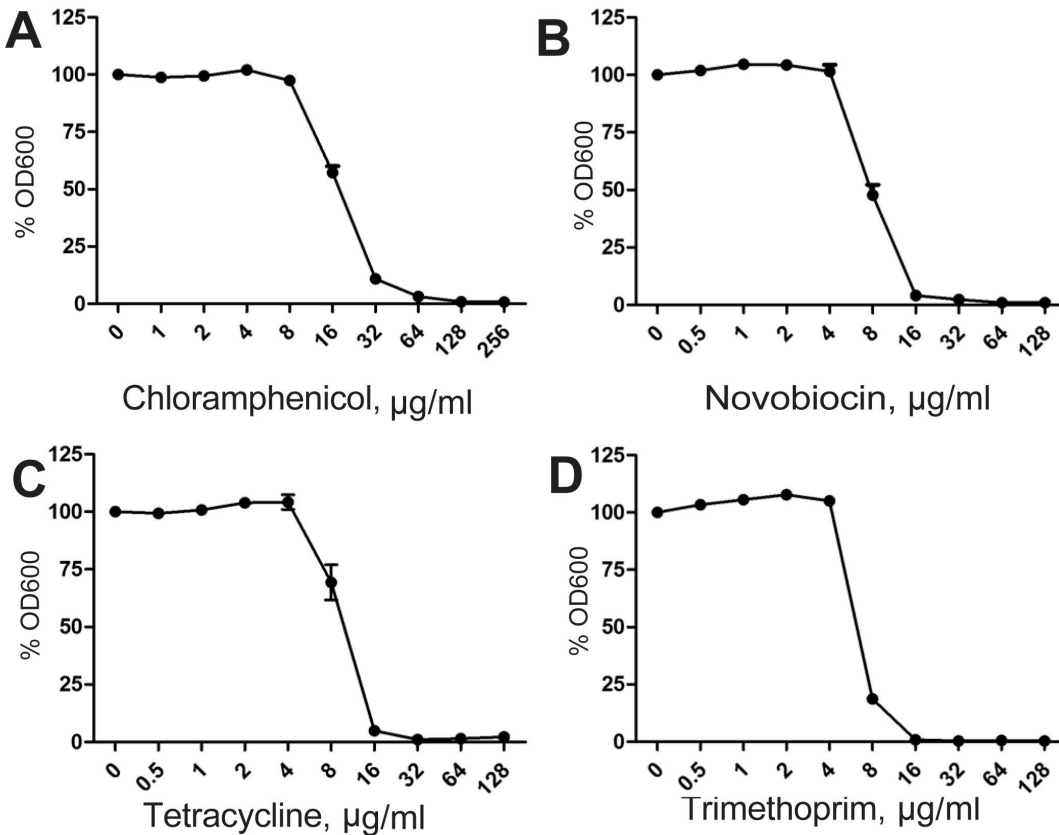 A
% OD600
125
100
75
50
25
0
0 1 2 4 8 16 32 64 128 256
Chloramphenicol, µg/ml
B
% OD600
125
100
75
50
25
0
0 0.5 1 2 4 8 16 32 64 128
Novobiocin, µg/ml
C
% OD600
125
100
75
50
25
0
0 0.5 1 2 4 8 16 32 64 128
Tetracycline, µg/ml
D
% OD600
125
100
75
50
25
0
0 0.5 1 2 4 8 16 32 64 128
Trimethoprim, µg/ml